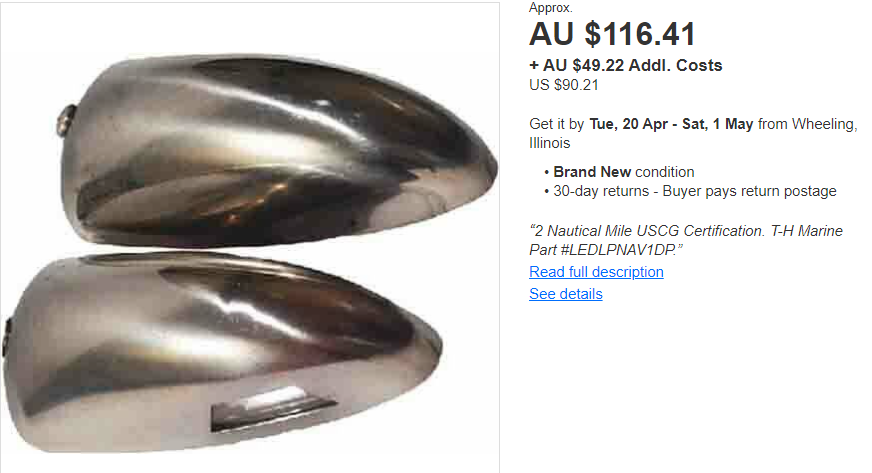 Approx.
AU $116.41
+ AU $49.22 Addl. Costs
US $90.21
Get it by Tue, 20 Apr - Sat, 1 May from Wheeling,
Illinois
• Brand New condition
• 30-day returns - Buyer pays return postage
“2 Nautical Mile USCG Certification. T-H Marine
Part #LEDLPNAV1DP.”
Read full description
See details